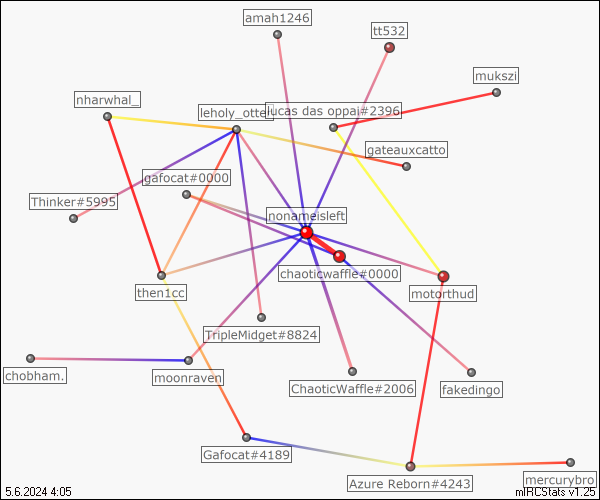 amah1246
tt532
mukszi
nharwhal_
leholy_otter
lucas das oppai#2396
gateauxcatto
gafocat#0000
Thinker#5995
nonameisleft
chaoticwaffle#0000
then1cc
motorthud
TripleMidget#8824
chobham.
moonraven
ChaoticWaffle#2006
fakedingo
Gafocat#4189
Azure Reborn#4243
mercurybro
5.6.2024 4:05
mIRCStats v1.25